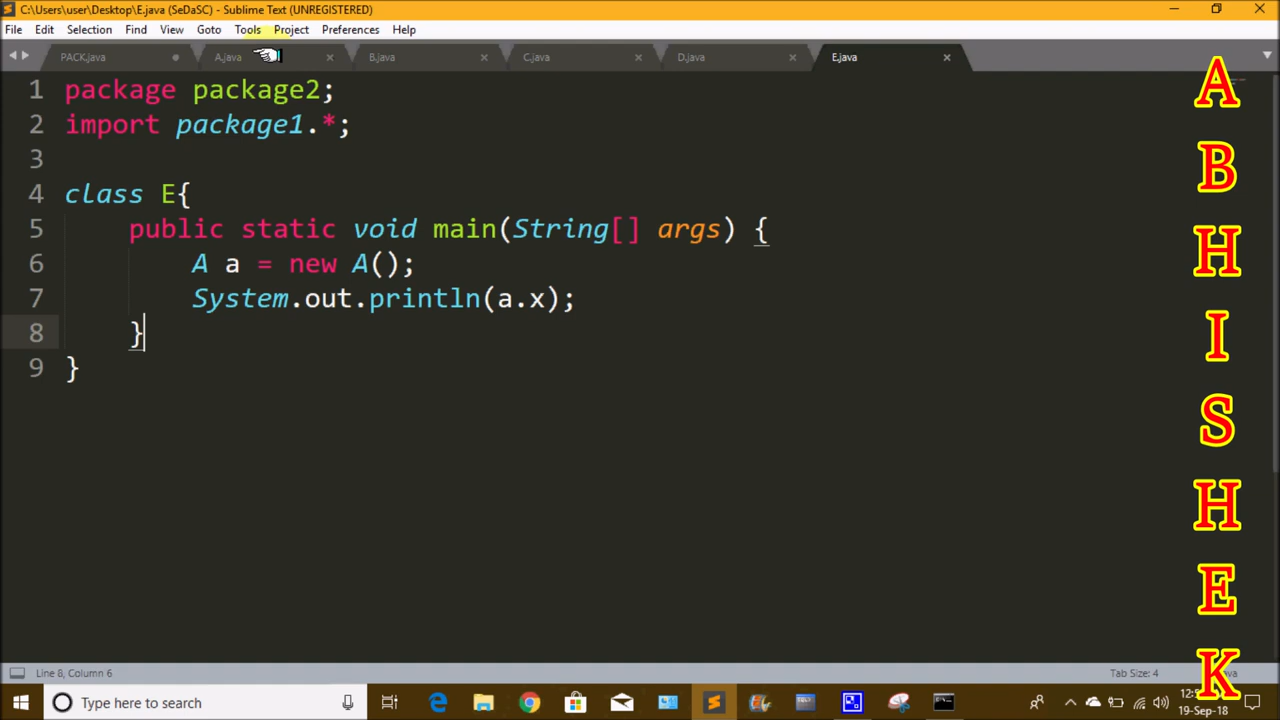 C:\Users\user\Desktop\E.java (SeDaSC) - Sublime Text (UNREGISTERED)
File Edit Selection Find View Goto Tools Project Preferences Help
PACK.java A.java B.java C.java D.java E.java
1 package package2;
2 import package1.*;
3
4 class E{
5 public static void main(String[] args) {
6 A a = new A();
7 System.out.println(a.x);
8 }
9 }
A
B
H
I
S
H
E
K
Line 8, Column 6 Tab Size: 4
Type here to search
19-Sep-18